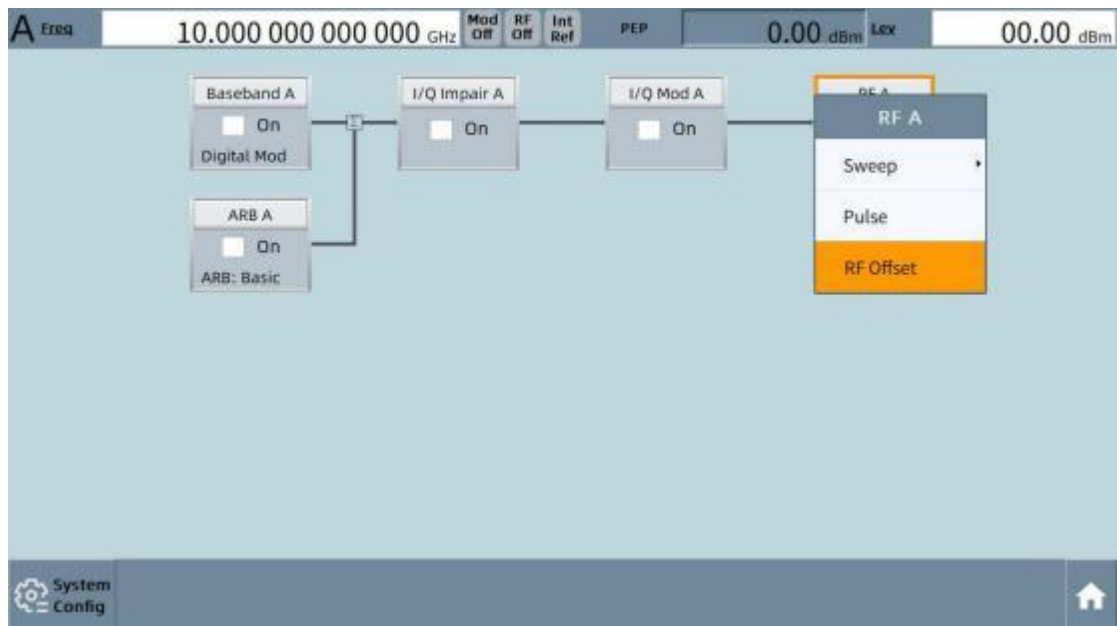 A Freq 10.000 000 000 000 GHz Mod Off RF Off Int Ref PEP 0.00 dBm Lex 00.00 dBm
Baseband A
On
Digital Mod
I/Q Impair A
On
I/Q Mod A
On
RF A
Sweep
Pulse
RF Offset
ARB A
On
ARB: Basic
System
Config